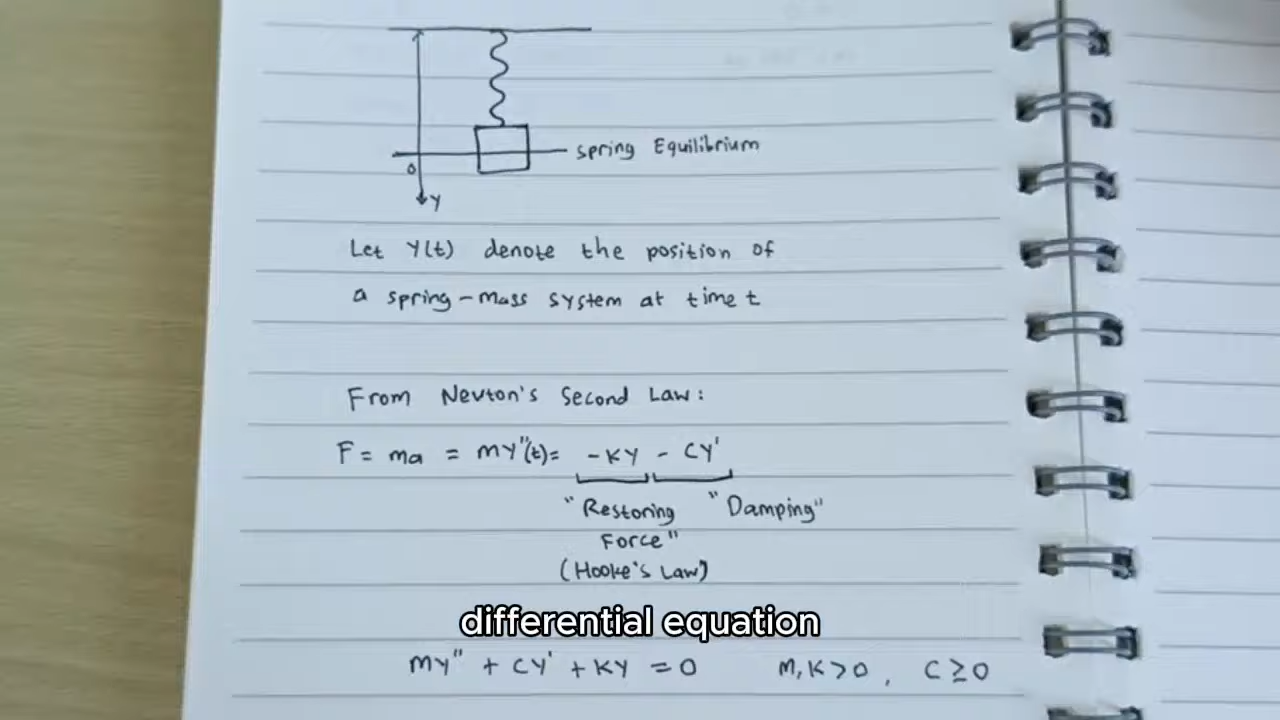 spring Equilibrium
0
Y
Let Y(t) denote the position of
a spring-mass system at time t
From Newton's Second Law:
F = ma = my"(t) = -ky - cy'
"Restoring "Damping"
Force"
(Hooke's Law)
differential equation
my" + cy' + ky = 0 m, k > 0, c ≥ 0